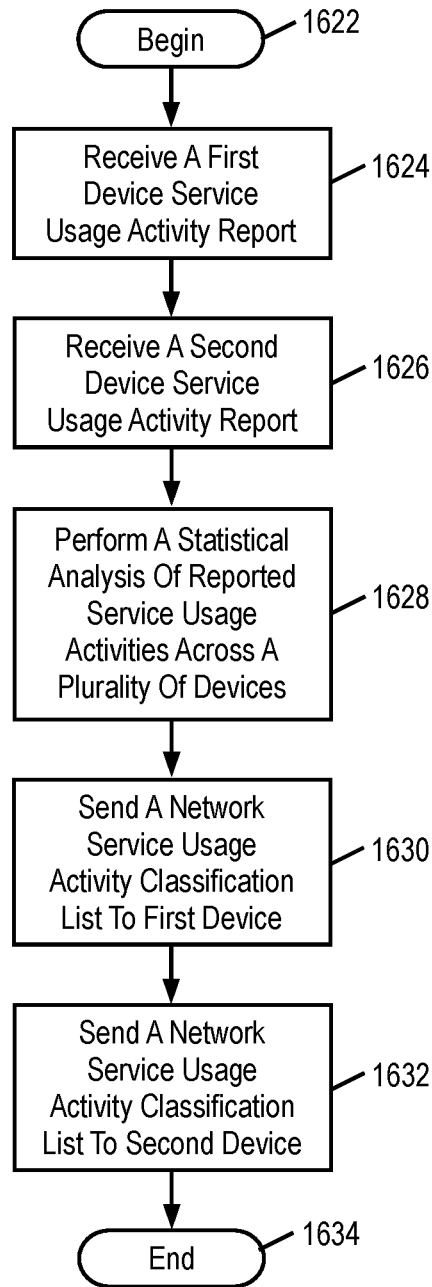 Begin
1622
Receive A First
Device Service
Usage Activity Report
1624
Receive A Second
Device Service
Usage Activity Report
1626
Perform A Statistical
Analysis Of Reported
Service Usage
Activities Across A
Plurality Of Devices
1628
Send A Network
Service Usage
Activity Classification
List To First Device
1630
Send A Network
Service Usage
Activity Classification
List To Second Device
1632
End
1634